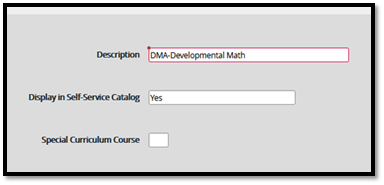 Description DMA-Developmental Math
Display in Self-Service Catalog Yes
Special Curriculum Course